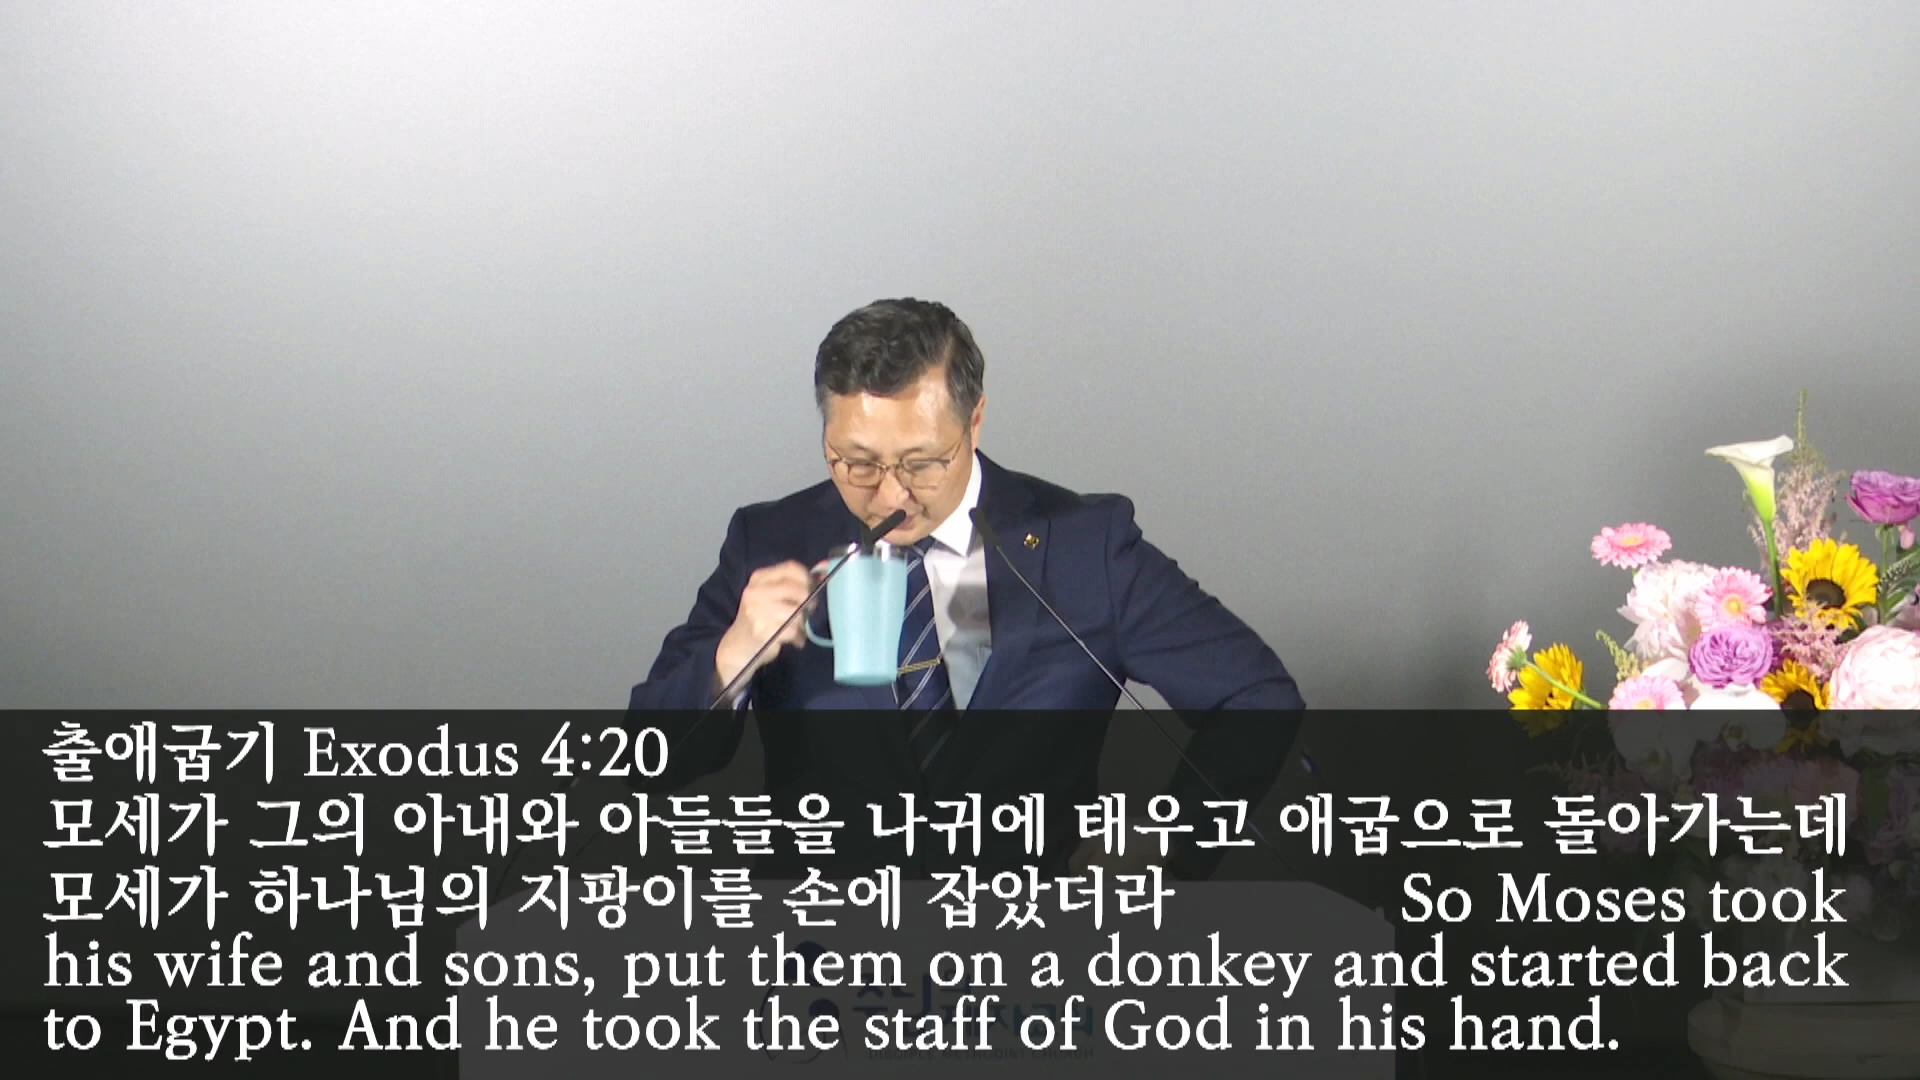 출애굽기 Exodus 4:20
모세가 그의 아내와 아들들을 나귀에 태우고 애굽으로 돌아가는데
모세가 하나님의 지팡이를 손에 잡았더라 So Moses took
his wife and sons, put them on a donkey and started back
to Egypt. And he took the staff of God in his hand.
DISCIPLE METHODIST CHURCH